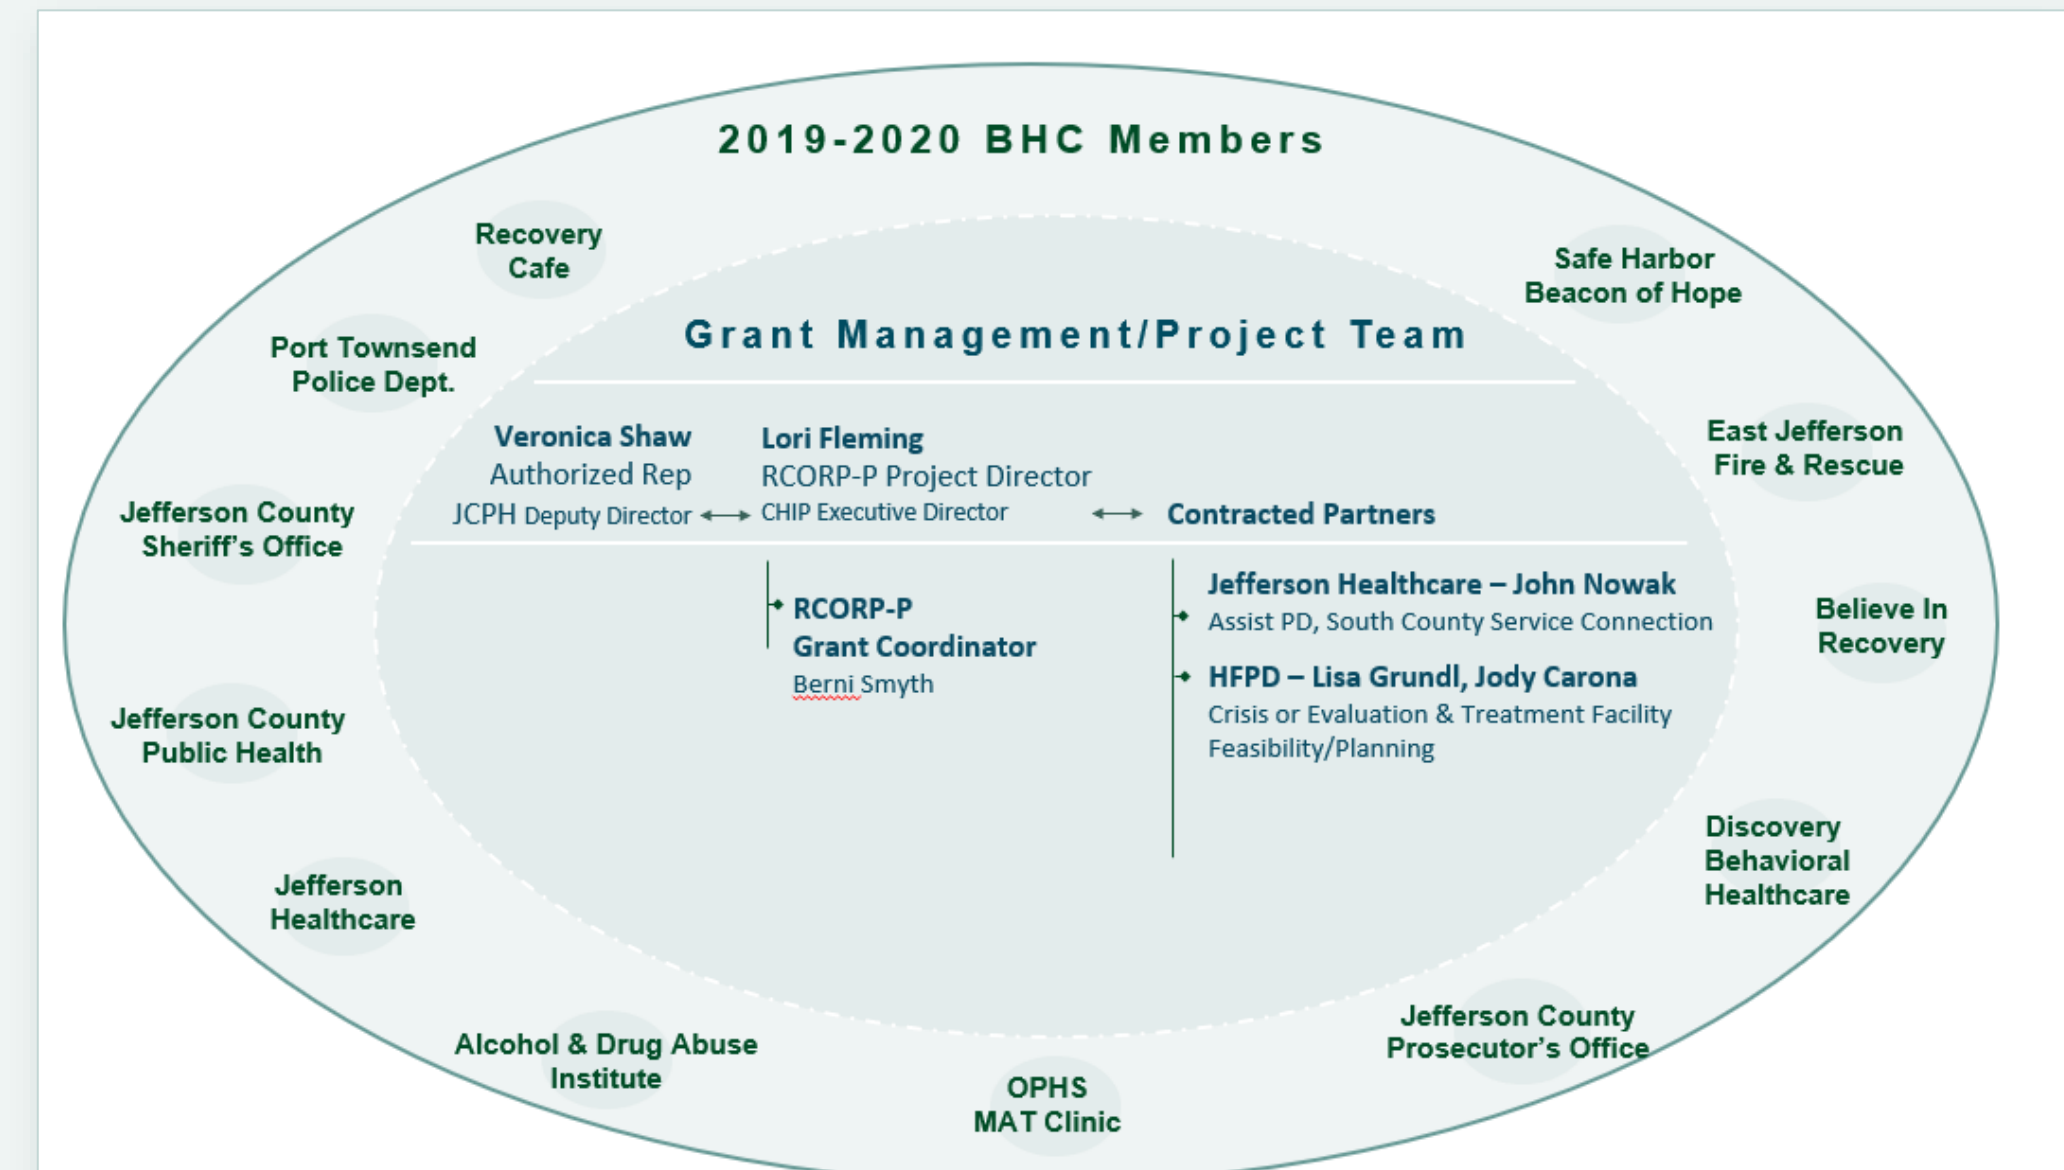 2019-2020 BHC Members
Recovery
Cafe
Safe Harbor
Beacon of Hope
Port Townsend
Police Dept.
Grant Management/Project Team
East Jefferson
Fire & Rescue
Veronica Shaw
Authorized Rep
JCPH Deputy Director
Lori Fleming
RCORP-P Project Director
CHIP Executive Director
Contracted Partners
Jefferson County
Sheriff’s Office
RCORP-P
Grant Coordinator
Berni Smyth
Jefferson Healthcare – John Nowak
Assist PD, South County Service Connection
HFPD – Lisa Grundl, Jody Carona
Crisis or Evaluation & Treatment Facility
Feasibility/Planning
Believe In
Recovery
Jefferson County
Public Health
Discovery
Behavioral
Healthcare
Jefferson
Healthcare
Jefferson County
Prosecutor’s Office
Alcohol & Drug Abuse
Institute
OPHS
MAT Clinic